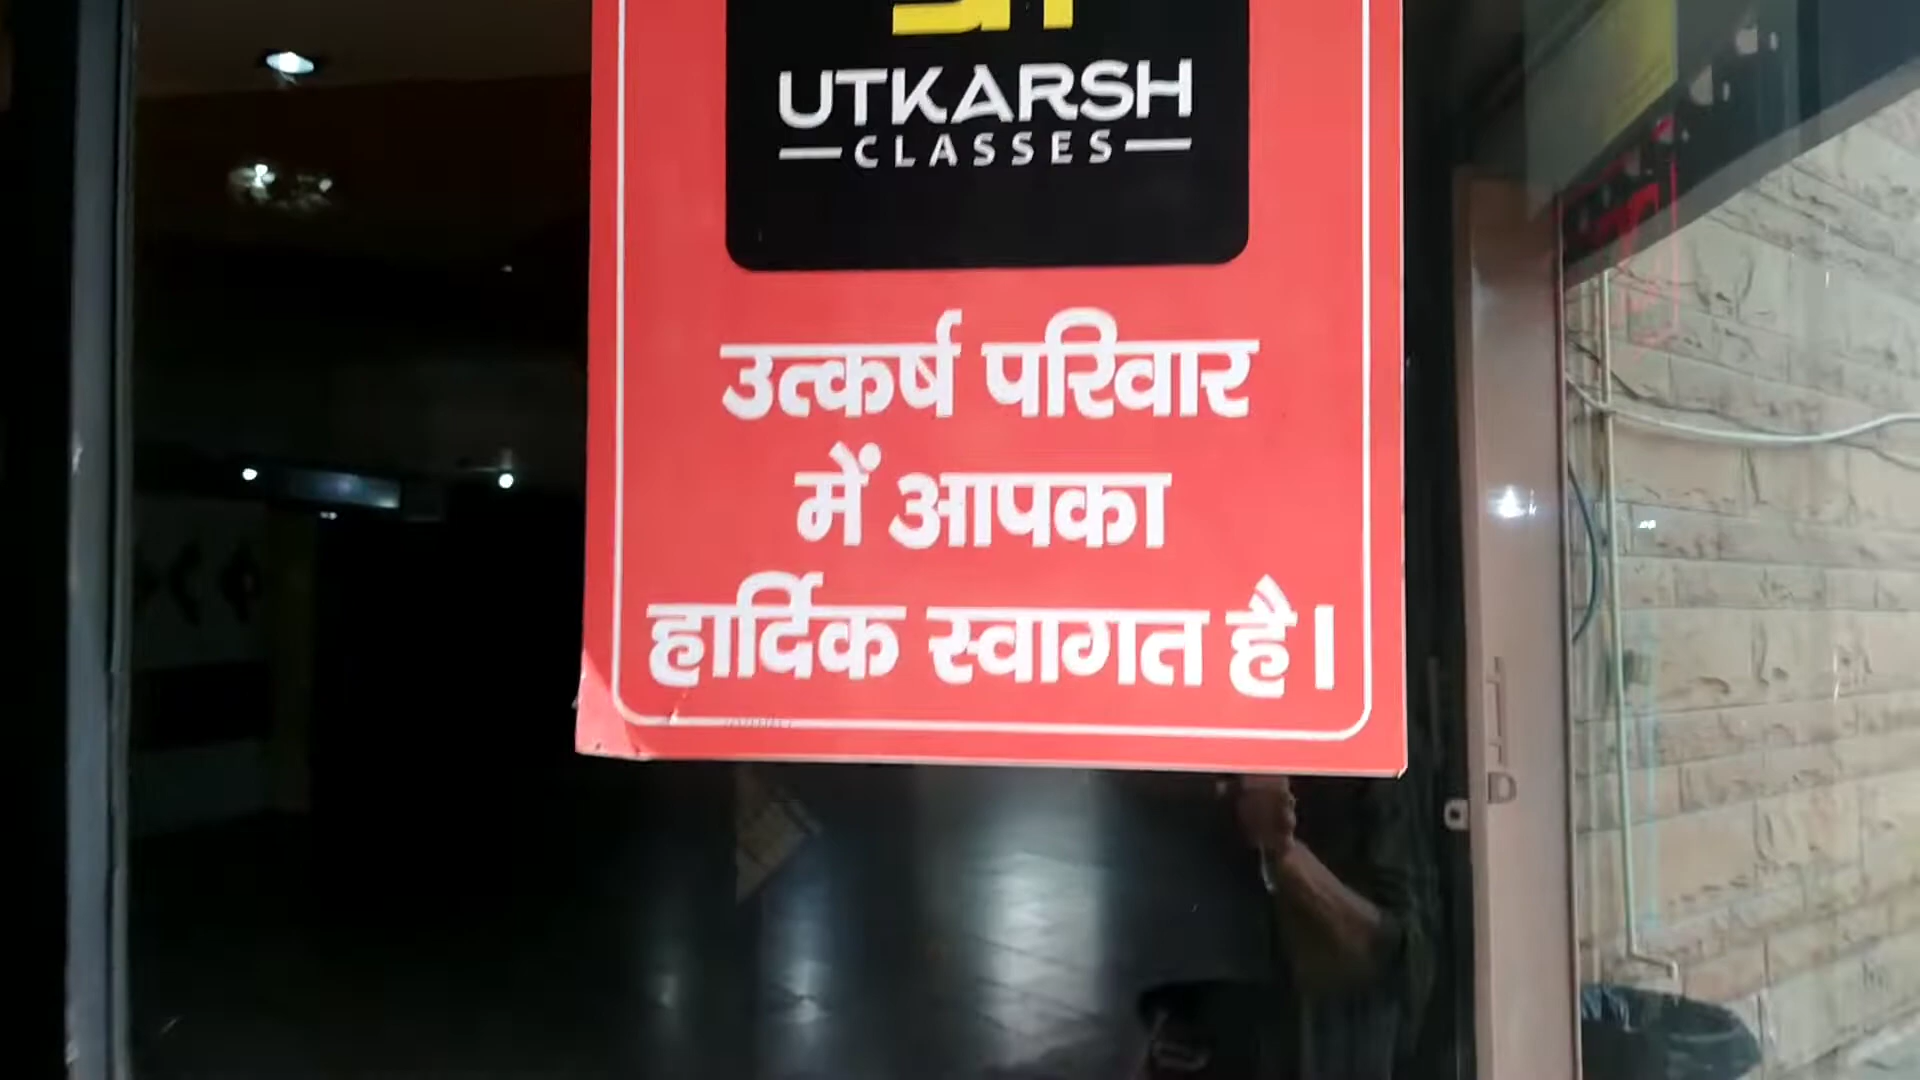 UTKARSH
CLASSES
उत्कर्ष परिवार
में आपका
हार्दिक स्वागत है।